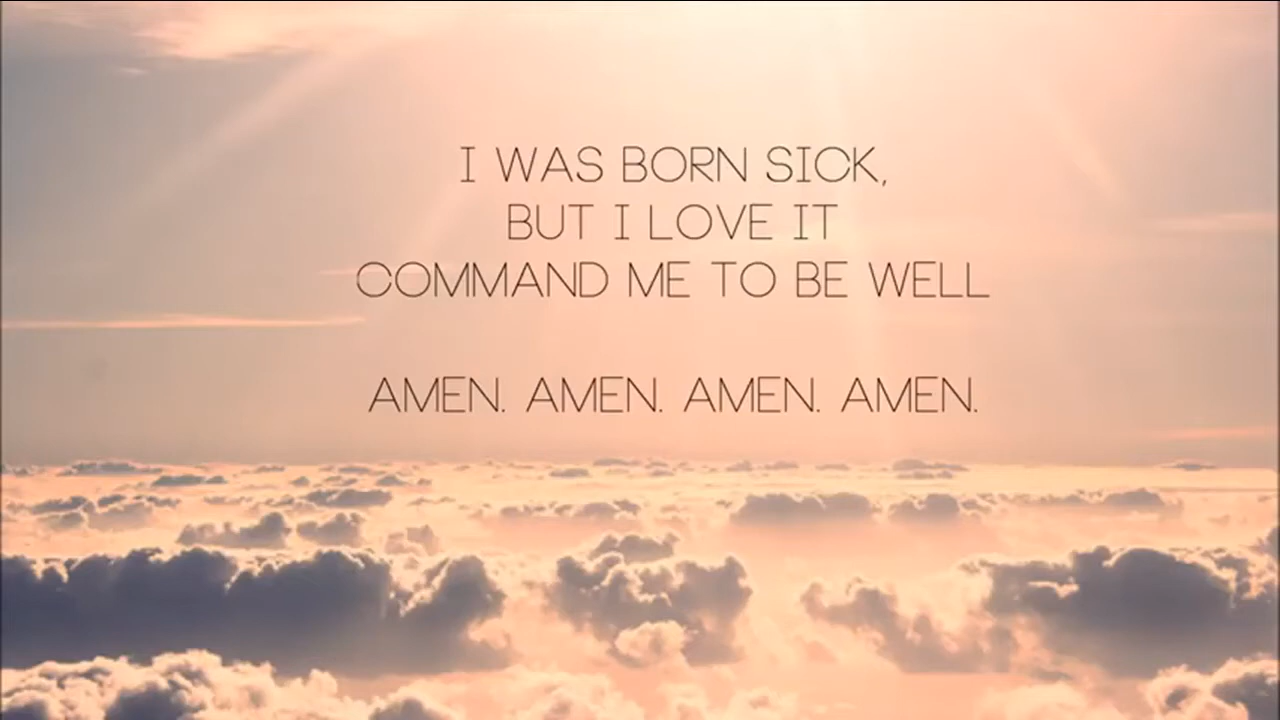 I WAS BORN SICK,
BUT I LOVE IT
COMMAND ME TO BE WELL
AMEN. AMEN. AMEN. AMEN.